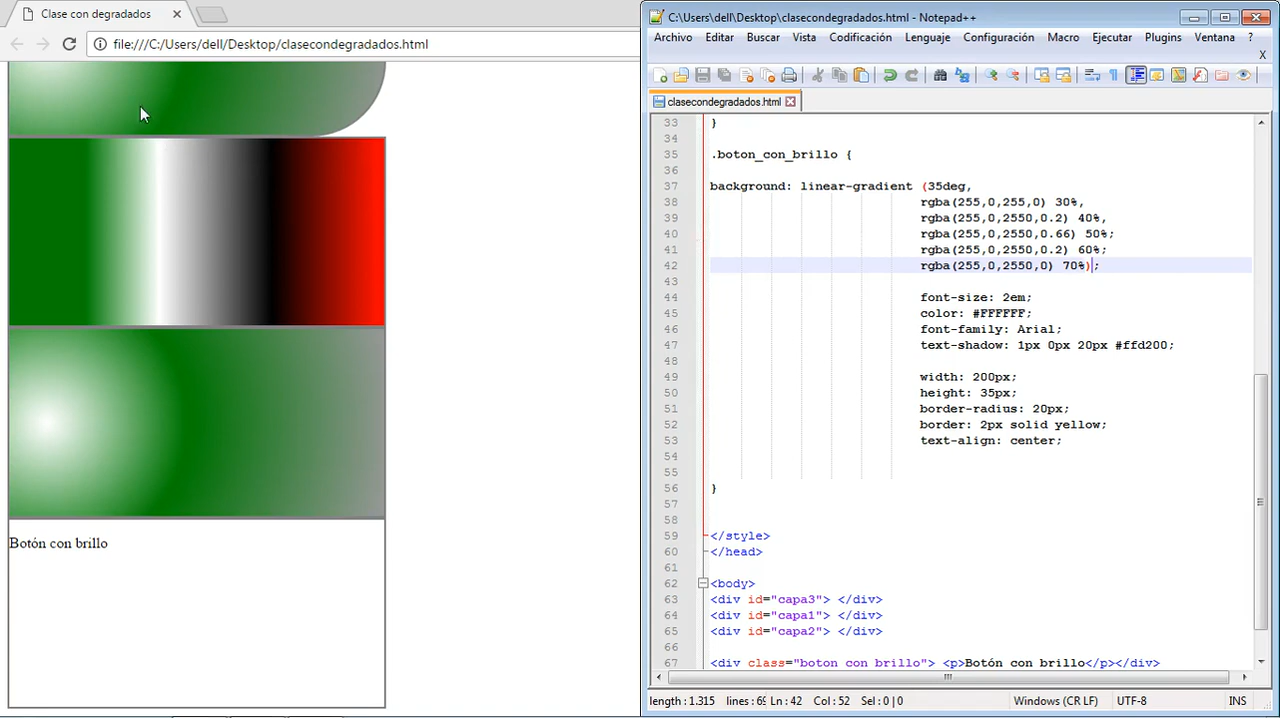 Clase con degradados
file:///C:/Users/dell/Desktop/clasecondegradados.html
Botón con brillo
C:\Users\dell\Desktop\clasecondegradados.html - Notepad++
Archivo Editar Buscar Vista Codificación Lenguaje Configuración Macro Ejecutar Plugins Ventana ?
X
clasecondegradados.html
33 }
34
35 .boton_con_brillo {
36
37 background: linear-gradient (35deg,
38 rgba(255,0,255,0) 30%,
39 rgba(255,0,2550,0.2) 40%,
40 rgba(255,0,2550,0.66) 50%;
41 rgba(255,0,2550,0.2) 60%;
42 rgba(255,0,2550,0) 70%);
43
44 font-size: 2em;
45 color: #FFFFFF;
46 font-family: Arial;
47 text-shadow: 1px 0px 20px #ffd200;
48
49 width: 200px;
50 height: 35px;
51 border-radius: 20px;
52 border: 2px solid yellow;
53 text-align: center;
54
55
56 }
57
58
59 </style>
60 </head>
61
62 <body>
63 <div id="capa3"> </div>
64 <div id="capa1"> </div>
65 <div id="capa2"> </div>
66
67 <div class="boton con brillo"> <p>Botón con brillo</p></div>
length : 1.315 lines : 69 Ln : 42 Col : 52 Sel : 0 | 0 Windows (CR LF) UTF-8 INS